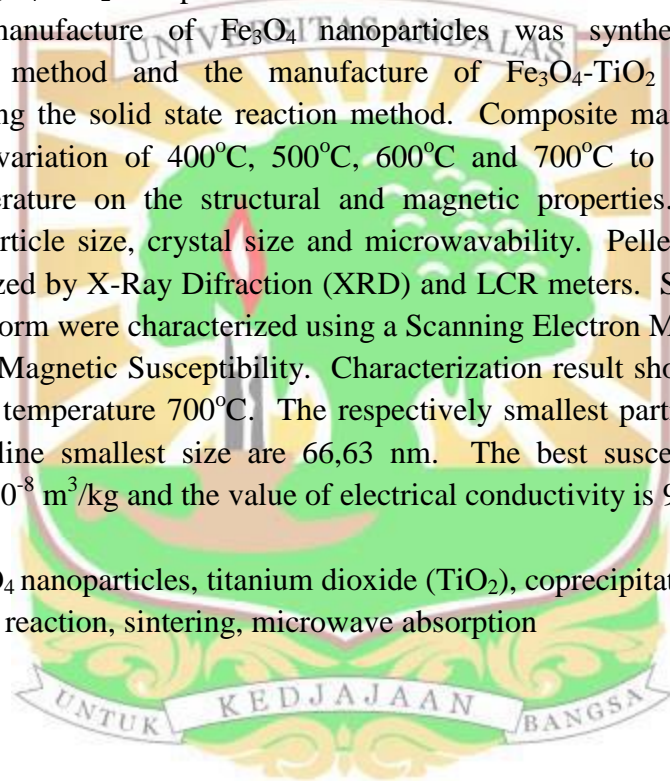 manufacture of Fe₃O₄ nanoparticles was synthe
UNIVERSITAS ANDALAS
method and the manufacture of Fe₃O₄-TiO₂
the solid state reaction method. Composite ma
variation of 400°C, 500°C, 600°C and 700°C to
on the structural and magnetic properties.
size, crystal size and microwavability. Pelle
by X-Ray Difraction (XRD) and LCR meters. S
orm were characterized using a Scanning Electron M
Magnetic Susceptibility. Characterization result sho
temperature 700°C. The respectively smallest part
line smallest size are 66,63 nm. The best susce
0⁻⁸ m³/kg and the value of electrical conductivity is 9
O₄ nanoparticles, titanium dioxide (TiO₂), coprecipitat
reaction, sintering, microwave absorption
UNTUK KEDJAJAAN BANGSA